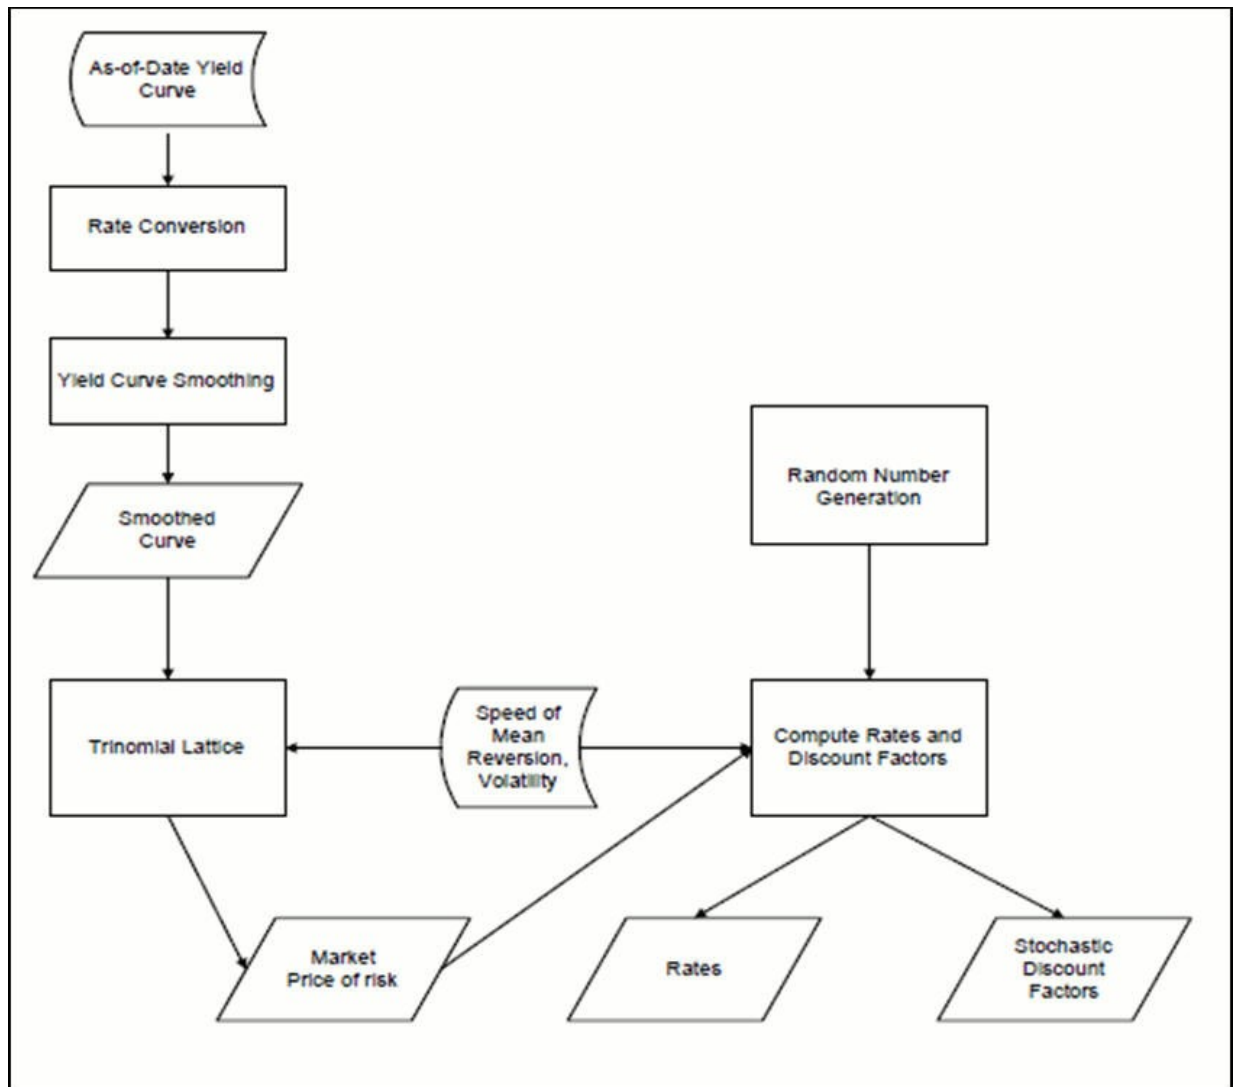 As-of-Date Yield
Curve
Rate Conversion
Yield Curve Smoothing
Smoothed
Curve
Random Number
Generation
Trinomial Lattice
Speed of
Mean
Reversion,
Volatility
Compute Rates and
Discount Factors
Market
Price of risk
Rates
Stochastic
Discount
Factors